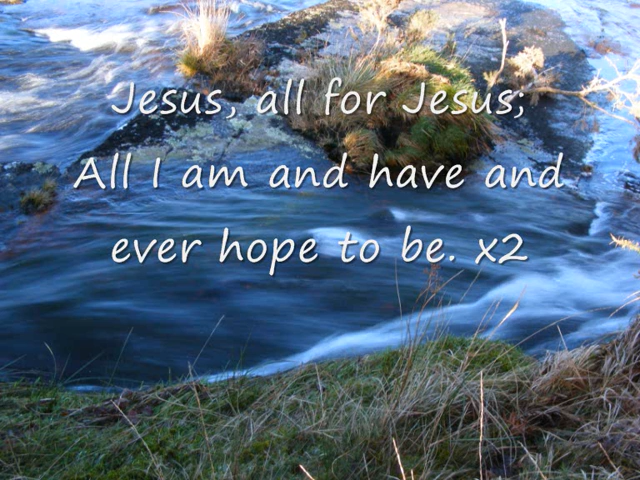 Jesus, all for Jesus;
All I am and have and
ever hope to be. x2